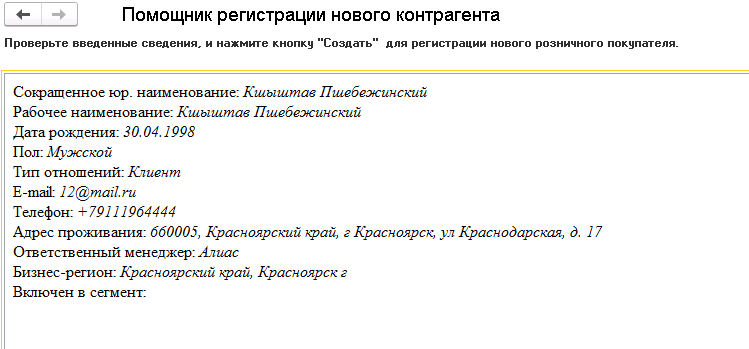 Помощник регистрации нового контрагента
Проверьте введенные сведения, и нажмите кнопку "Создать" для регистрации нового розничного покупателя.
Сокращенное юр. наименование: Кшыштав Пшебежинский
Рабочее наименование: Кшыштав Пшебежинский
Дата рождения: 30.04.1998
Пол: Мужской
Тип отношений: Клиент
E-mail: 12@mail.ru
Телефон: +79111964444
Адрес проживания: 660005, Красноярский край, г Красноярск, ул Краснодарская, д. 17
Ответственный менеджер: Алиас
Бизнес-регион: Красноярский край, Красноярск г
Включен в сегмент: